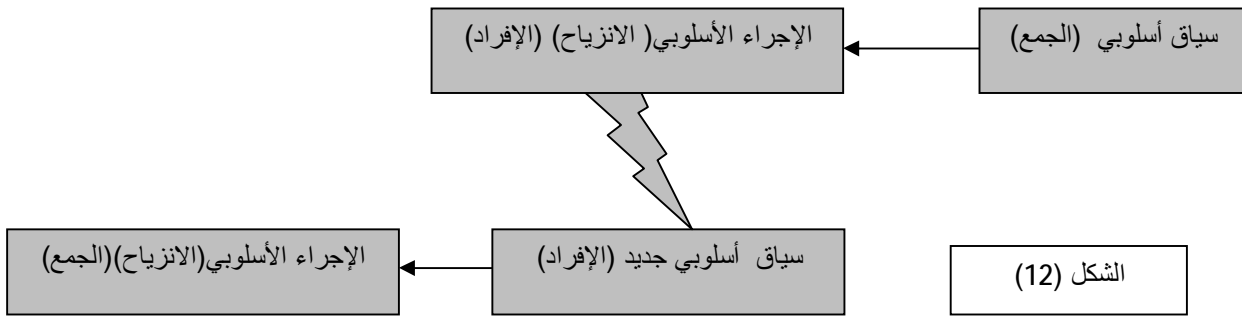 سياق أسلوبي (الجمع)
الإجراء الأسلوبي( الانزياح) (الإفراد)
سياق أسلوبي جديد (الإفراد)
الإجراء الأسلوبي(الانزياح)(الجمع)
الشكل (12)